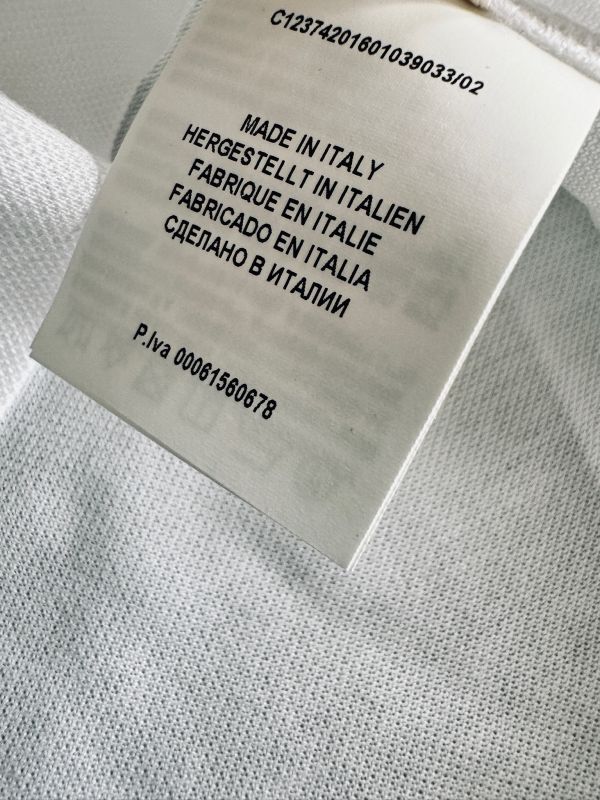 C12374201601039033/02
MADE IN ITALY
HERGESTELLT IN ITALIEN
FABRIQUE EN ITALIE
FABRICADO EN ITALIA
СДЕЛАНО В ИТАЛИИ
P.Iva 00061560678